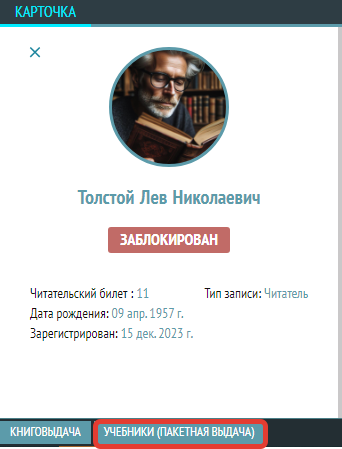 КАРТОЧКА
Толстой Лев Николаевич
ЗАБЛОКИРОВАН
Читательский билет : 11 Тип записи: Читатель
Дата рождения: 09 апр. 1957 г.
Зарегистрирован: 15 дек. 2023 г.
КНИГОВЫДАЧА УЧЕБНИКИ (ПАКЕТНАЯ ВЫДАЧА)